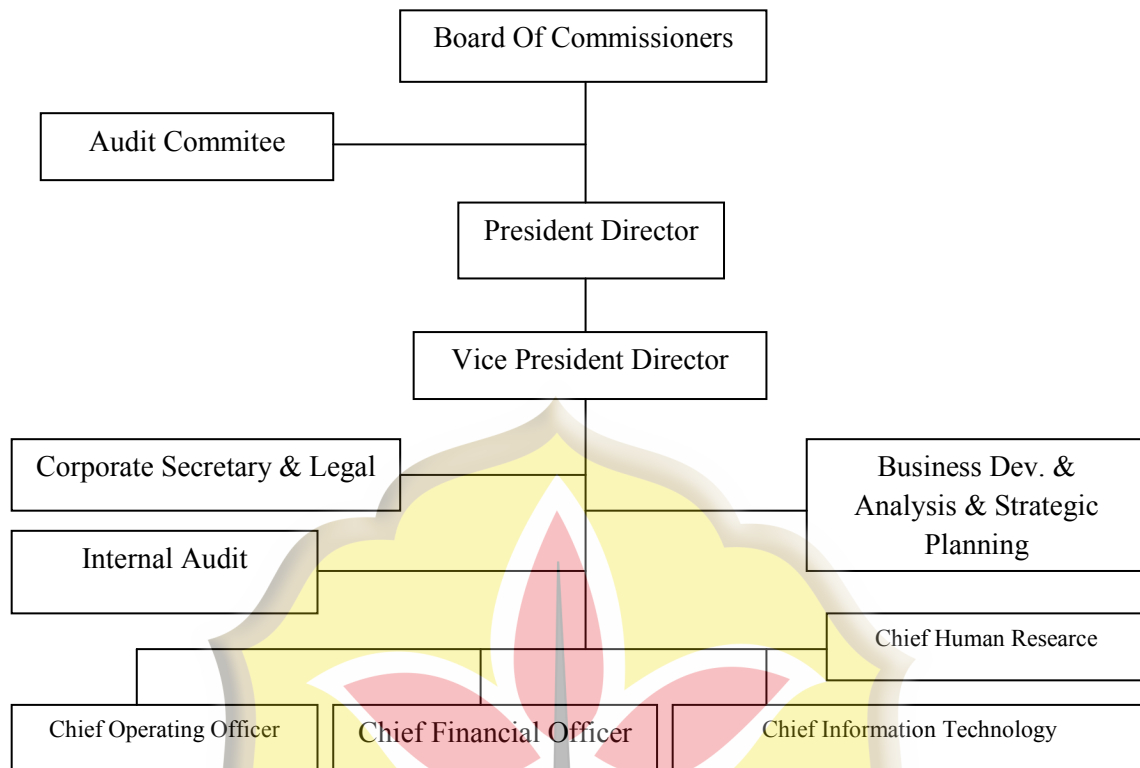 Board Of Commissioners
Audit Commitee
President Director
Vice President Director
Corporate Secretary & Legal
Business Dev. &
Analysis & Strategic
Planning
Internal Audit
Chief Human Researce
Chief Operating Officer
Chief Financial Officer
Chief Information Technology